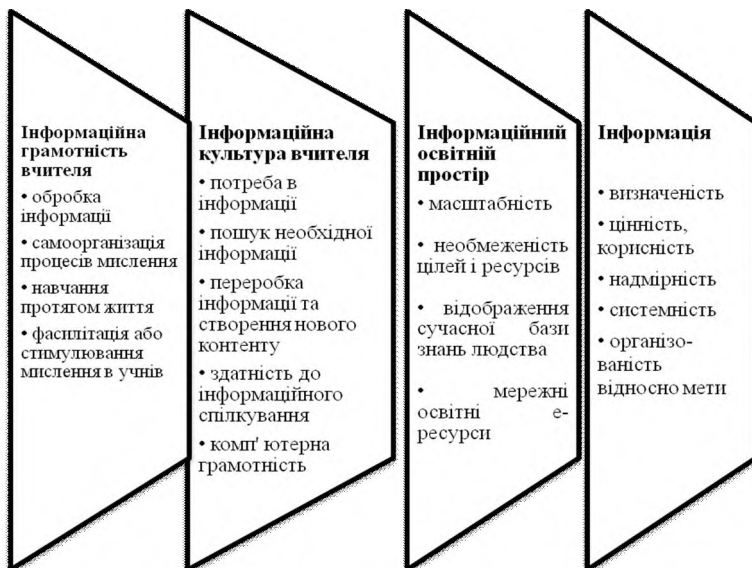 Інформаційна
грамотність
вчителя
• обробка
інформації
• самоорганізація
процесів мислення
• навчання
протягом життя
• фасилітація або
стимулювання
мислення в учнів
Інформаційна
культура вчителя
• потреба в
інформації
• пошук необхідної
інформації
• переробка
інформації та
створення нового
контенту
• здатність до
інформаційного
спілкування
• комп' ютерна
грамотність
Інформаційний
освітній
простір
• масштабність
• необмеженість
цілей і ресурсів
• відображення
сучасної бази
знань людства
• мережні
освітні е-
ресурси
Інформація
• визначеність
• цінність,
корисність
• надмірність
• системність
• організо-
ваність
відносно мети